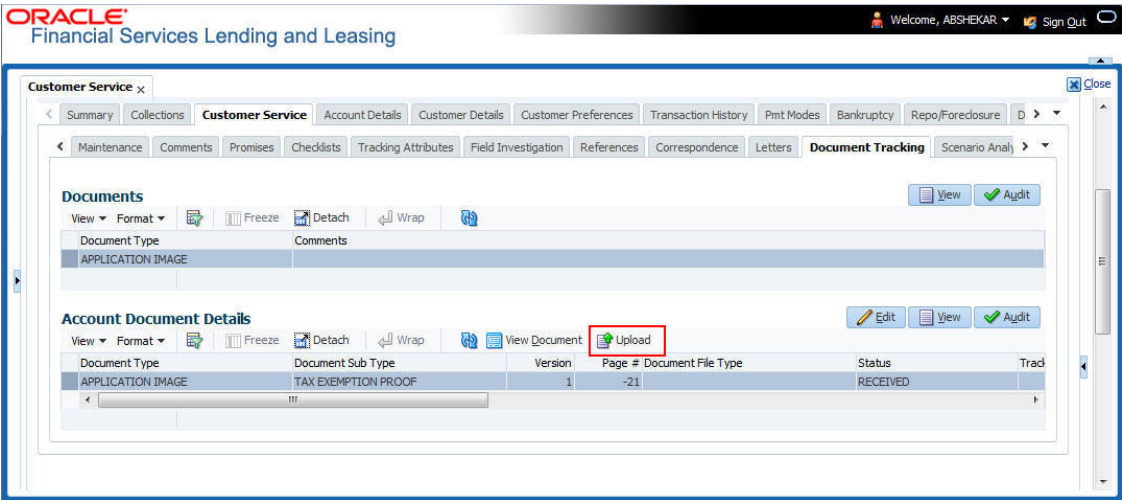 ORACLE®
Financial Services Lending and Leasing
Welcome, ABSHEKAR Sign Out
Customer Service x
Close
Summary Collections Customer Service Account Details Customer Details Customer Preferences Transaction History Pmt Modes Bankruptcy Repo/Foreclosure D
Maintenance Comments Promises Checklists Tracking Attributes Field Investigation References Correspondence Letters Document Tracking Scenario Analy
Documents
View Audit
View Format Freeze Detach Wrap
Document Type Comments
APPLICATION IMAGE
Account Document Details
Edit View Audit
View Format Freeze Detach Wrap View Document Upload
Document Type Document Sub Type Version Page # Document File Type Status Track
APPLICATION IMAGE TAX EXEMPTION PROOF 1 -21 RECEIVED